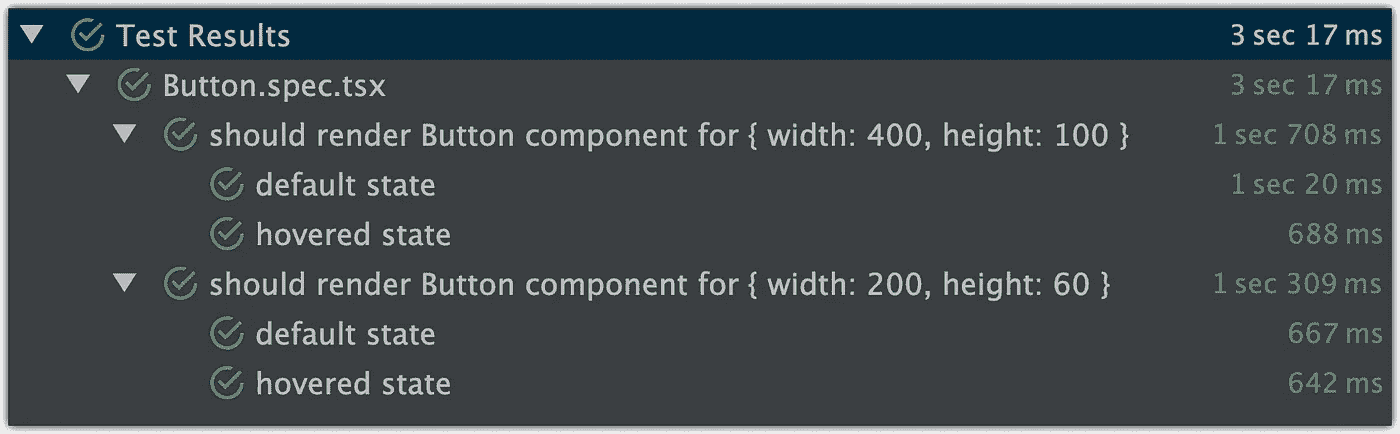 Test Results 3 sec 17 ms
Button.spec.tsx 3 sec 17 ms
should render Button component for { width: 400, height: 100 } 1 sec 708 ms
default state 1 sec 20 ms
hovered state 688 ms
should render Button component for { width: 200, height: 60 } 1 sec 309 ms
default state 667 ms
hovered state 642 ms